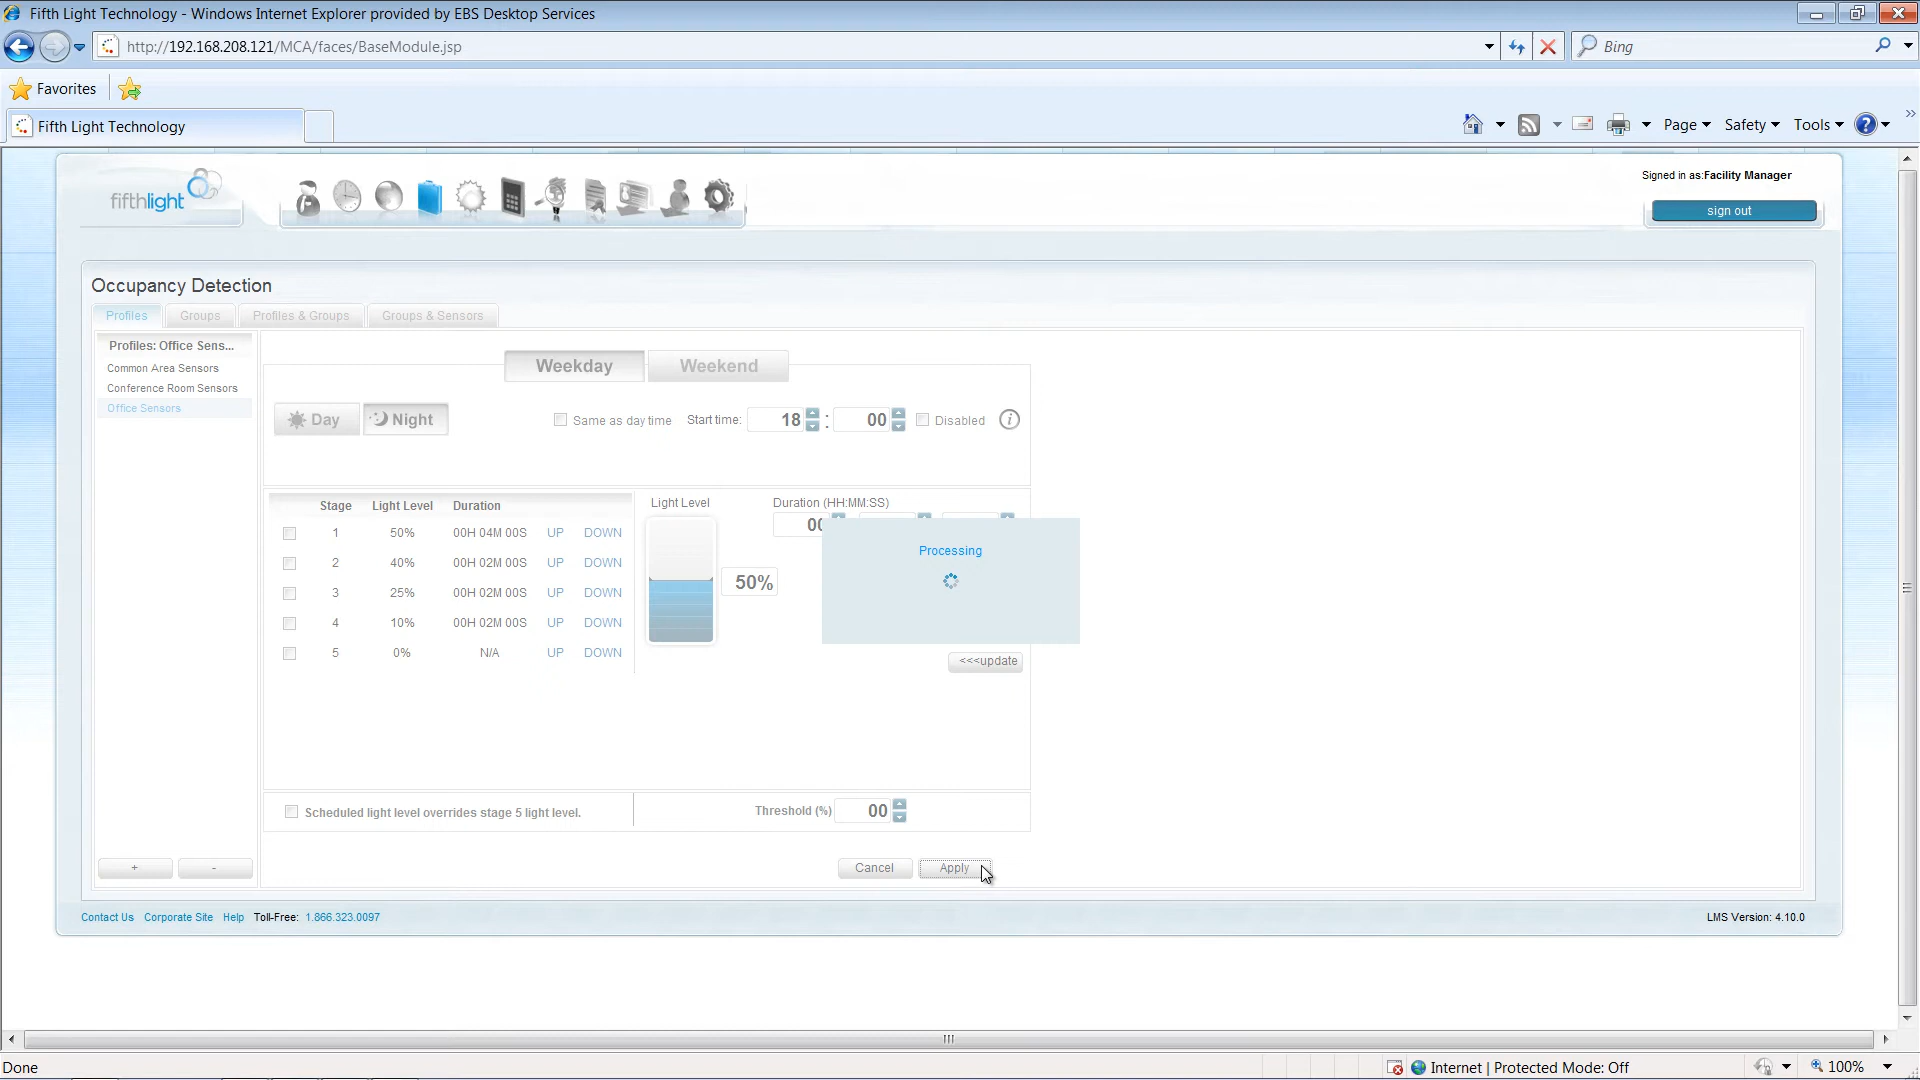 Fifth Light Technology - Windows Internet Explorer provided by EBS Desktop Services
http://192.168.208.121/MCA/faces/BaseModule.jsp
Bing
Favorites
Fifth Light Technology
Page Safety Tools
fifthlight
Signed in as:Facility Manager
sign out
Occupancy Detection
Profiles Groups Profiles & Groups Groups & Sensors
Profiles: Office Sens...
Common Area Sensors
Conference Room Sensors
Office Sensors
Weekday Weekend
Day Night Same as day time Start time: 18 : 00 Disabled
Stage Light Level Duration
1 50% 00H 04M 00S UP DOWN
2 40% 00H 02M 00S UP DOWN
3 25% 00H 02M 00S UP DOWN
4 10% 00H 02M 00S UP DOWN
5 0% N/A UP DOWN
Light Level
50%
Duration (HH:MM:SS)
00
Processing
<<<update
Scheduled light level overrides stage 5 light level.
Threshold (%) 00
+ -
Cancel Apply
Contact Us Corporate Site Help Toll-Free: 1.866.323.0097
LMS Version: 4.10.0
Done
Internet | Protected Mode: Off
100%